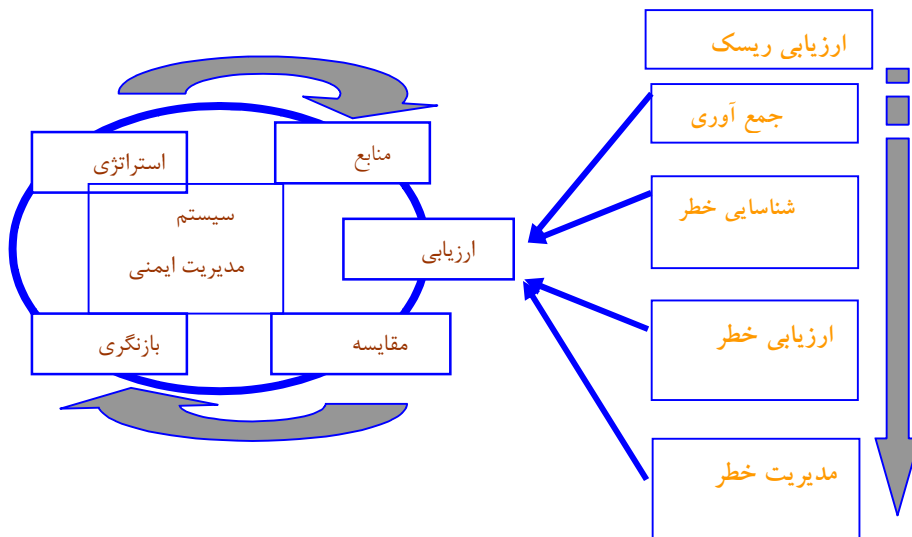 ارزیابی ریسک
جمع آوری
شناسایی خطر
ارزیابی خطر
مدیریت خطر
منابع
استراتژی
سیستم
مدیریت ایمنی
ارزیابی
مقایسه
بازنگری